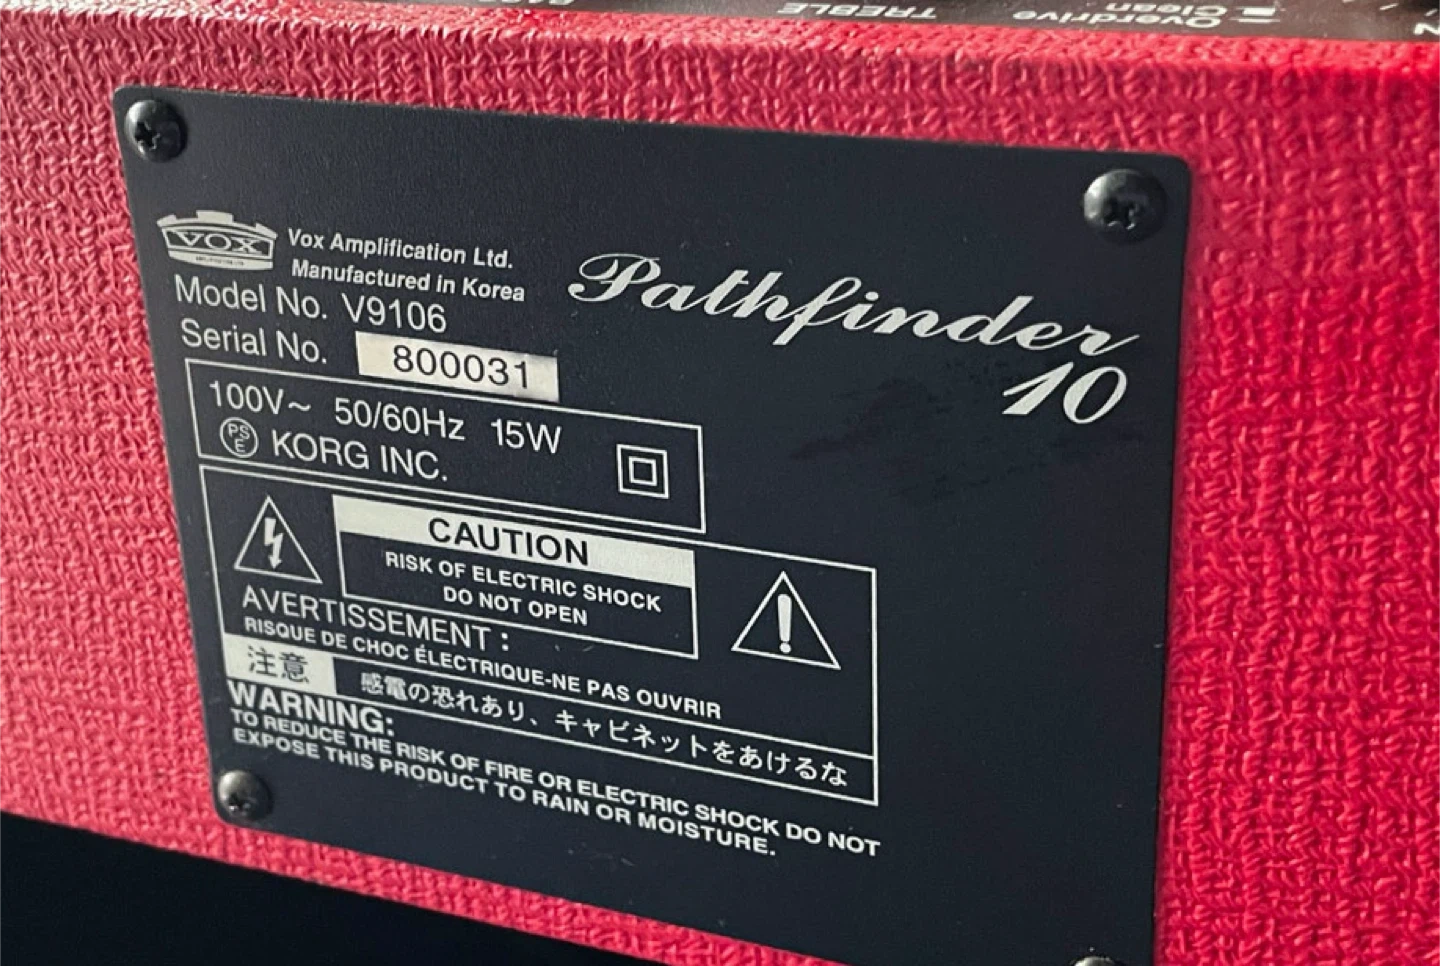 TREBLE
Overdrive
Clean
VOX
Vox Amplification Ltd.
Manufactured in Korea
Pathfinder
10
Model No. V9106
Serial No. 800031
100V~ 50/60Hz 15W
PS
E
KORG INC.
CAUTION
RISK OF ELECTRIC SHOCK
DO NOT OPEN
AVERTISSEMENT :
RISQUE DE CHOC ÉLECTRIQUE-NE PAS OUVRIR
注意 感電の恐れあり、キャビネットをあけるな
WARNING:
TO REDUCE THE RISK OF FIRE OR ELECTRIC SHOCK DO NOT
EXPOSE THIS PRODUCT TO RAIN OR MOISTURE.